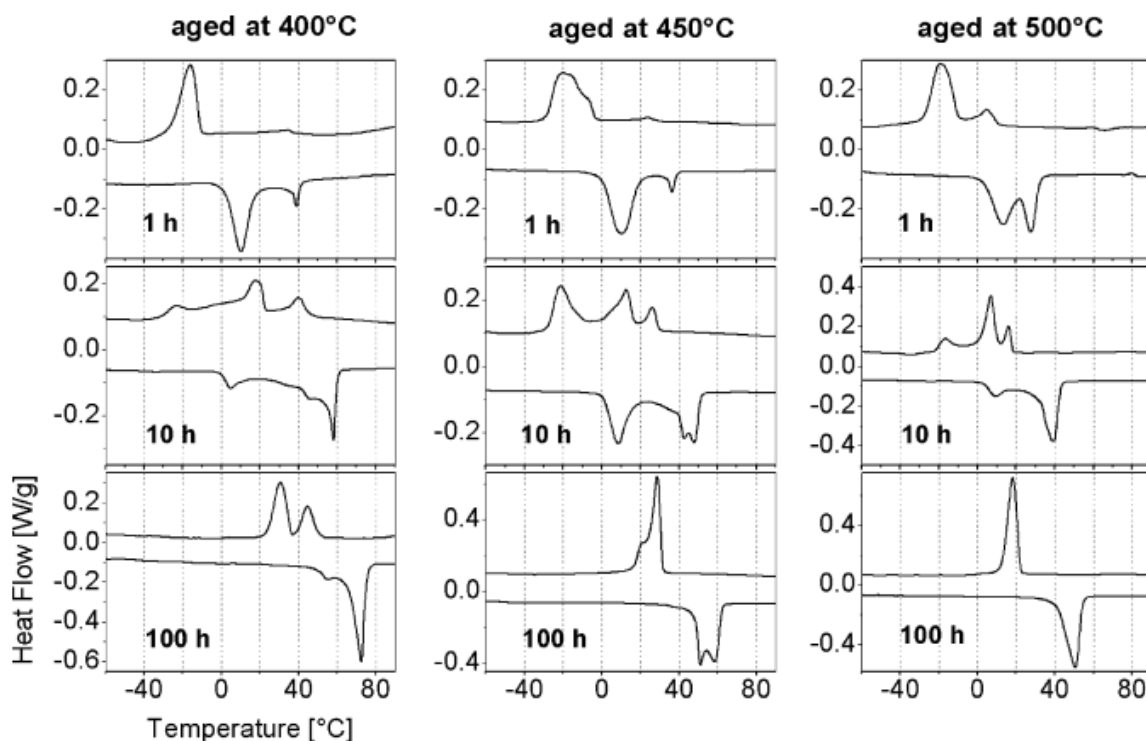 aged at 400°C aged at 450°C aged at 500°C
0.2 0.2 0.2
0.0 0.0 0.0
-0.2 -0.2 -0.2
1 h 1 h 1 h
0.2 0.2 0.4
0.2
0.0 0.0 0.0
-0.2 -0.2 -0.2
10 h 10 h -0.4 10 h
0.2 0.4 0.4
0.0 0.0 0.0
-0.2
-0.4 -0.4 -0.4
-0.6
100 h 100 h 100 h
-40 0 40 80 -40 0 40 80 -40 0 40 80
Heat Flow [W/g]
Temperature [°C]